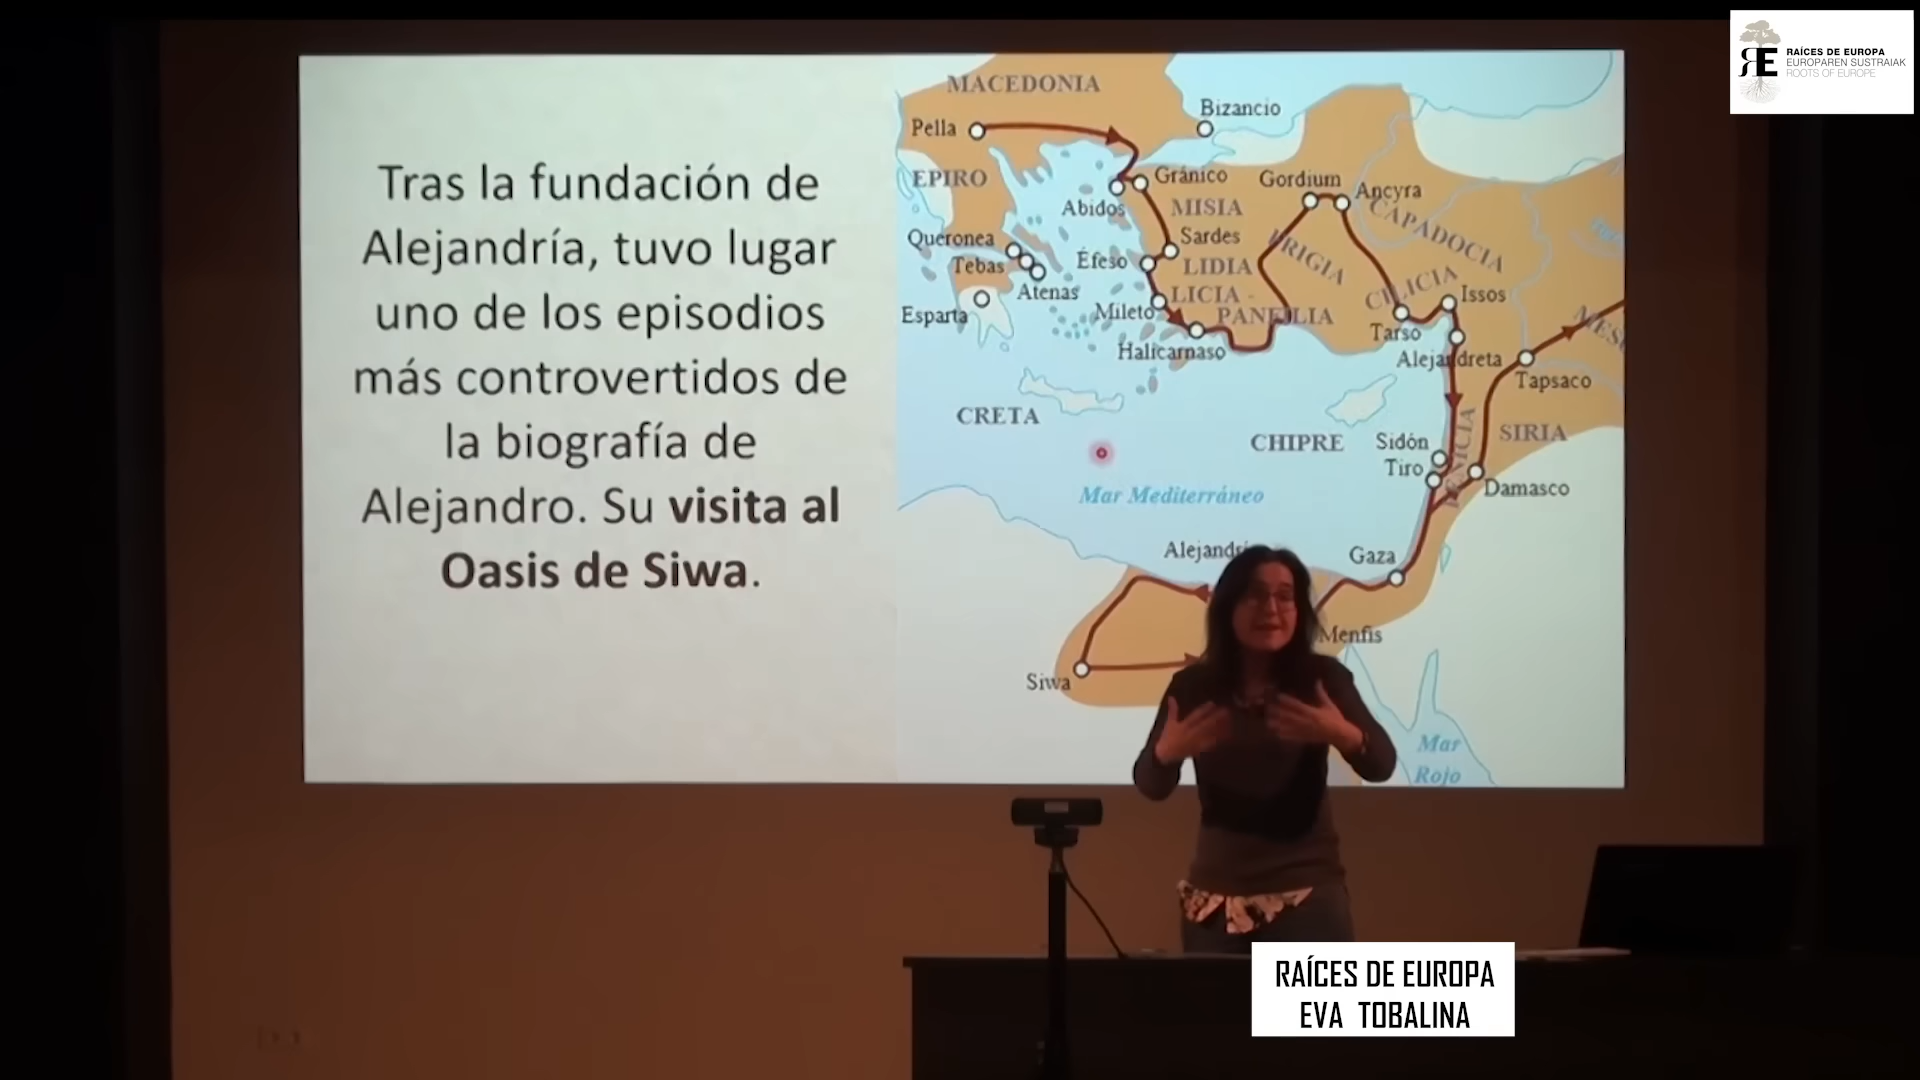 RAÍCES DE EUROPA
EUROPAREN SUSTRAIAK
ROOTS OF EUROPE
Tras la fundación de
Alejandría, tuvo lugar
uno de los episodios
más controvertidos de
la biografía de
Alejandro. Su visita al
Oasis de Siwa.
MACEDONIA
Bizancio
Pella
EPIRO
Gránico
Gordium
Ancyra
Abidos
MISIA
CAPADOCIA
Queronea
Sardes
FRIGIA
Tebas
Éfeso
LIDIA
Atenas
LICIA -
CILICIA
Issos
Esparta
Mileto
PANFILIA
Tarso
Halicarnaso
Alejandreta
Tapsaco
CRETA
CHIPRE
Sidón
FENICIA
SIRIA
Tiro
Mar Mediterráneo
Damasco
Gaza
Menfis
Siwa
Mar
Rojo
RAÍCES DE EUROPA
EVA TOBALINA